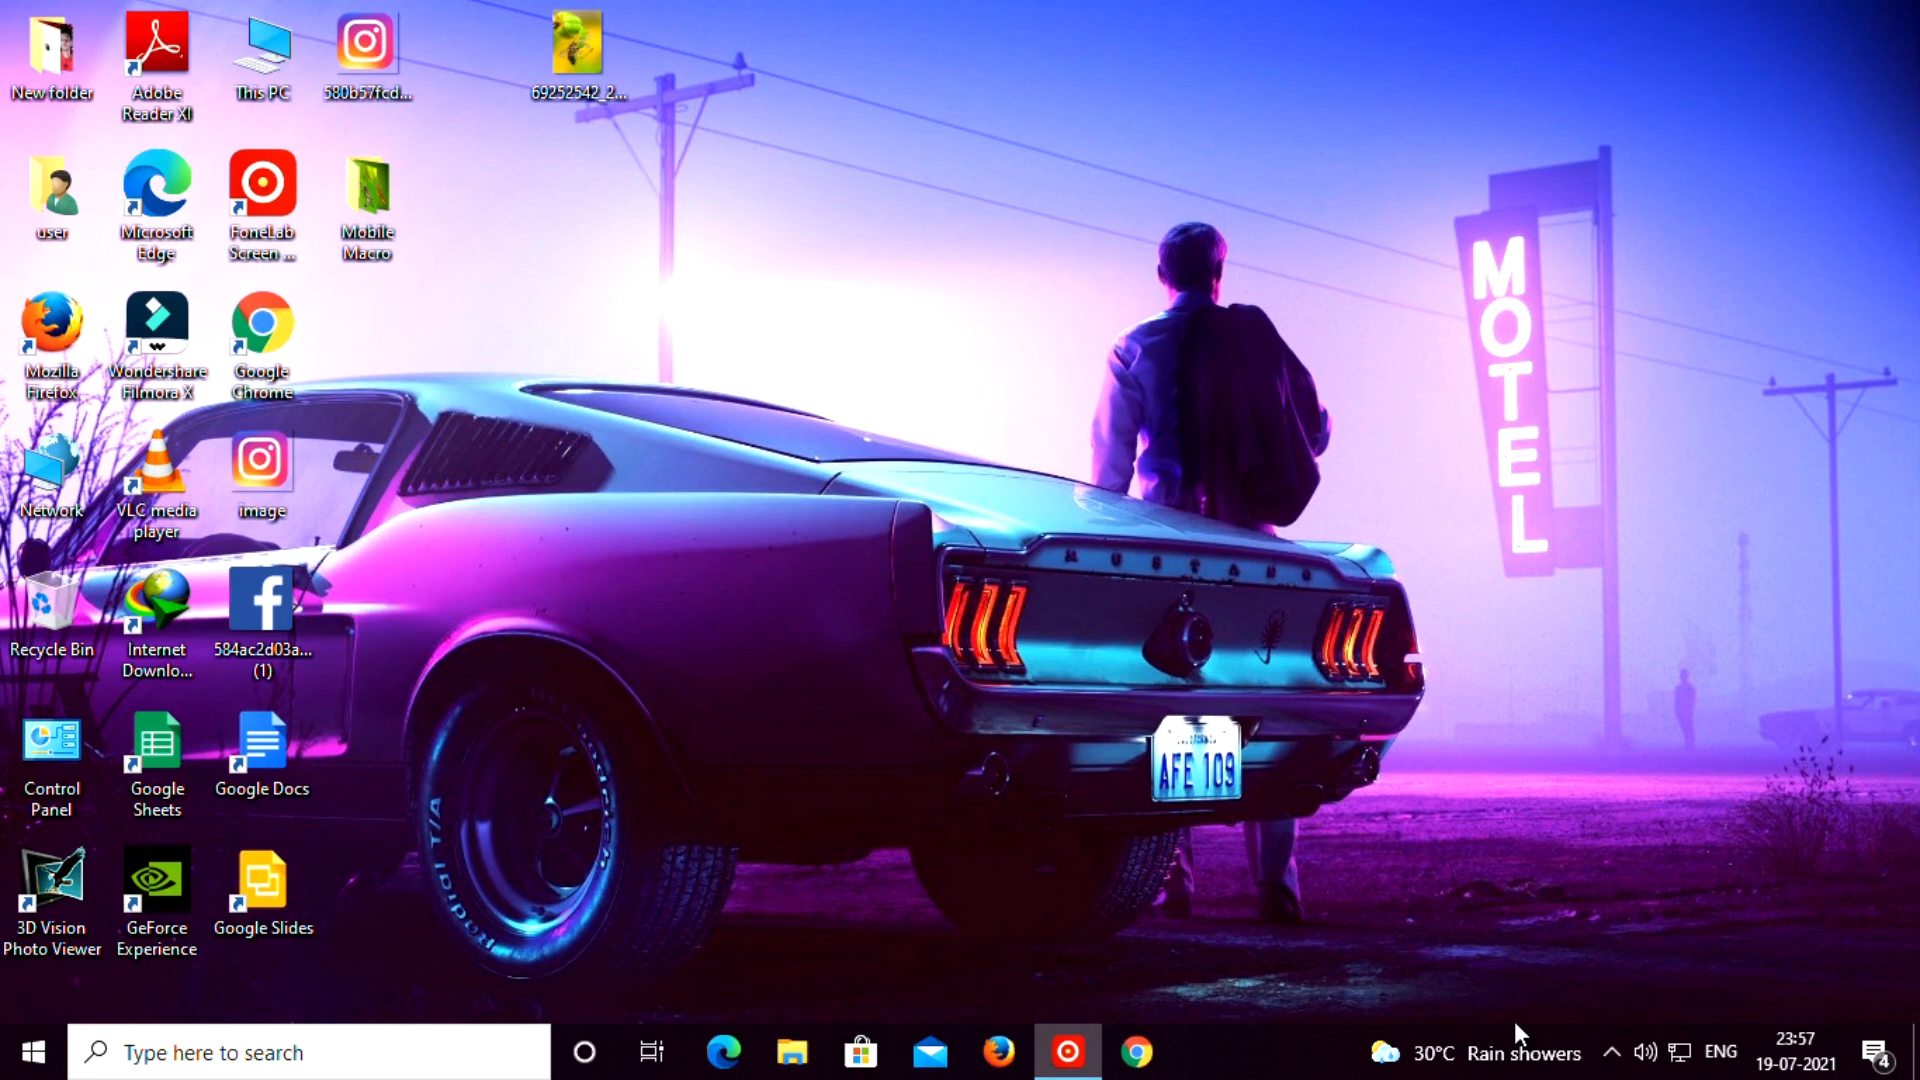 New folder
Adobe
Reader XI
This PC
580b57fcd...
69252542_2...
user
Microsoft
Edge
FoneLab
Screen ...
Mobile
Macro
Mozilla
Firefox
Wondershare
Filmora X
Google
Chrome
Network
VLC media
player
image
Recycle Bin
Internet
Downlo...
584ac2d03a...
(1)
Control
Panel
Google
Sheets
Google Docs
3D Vision
Photo Viewer
GeForce
Experience
Google Slides
MOTEL
MUSTANG
AFE 109
Radial T/A
Type here to search
30°C Rain showers
ENG
23:57
19-07-2021
4